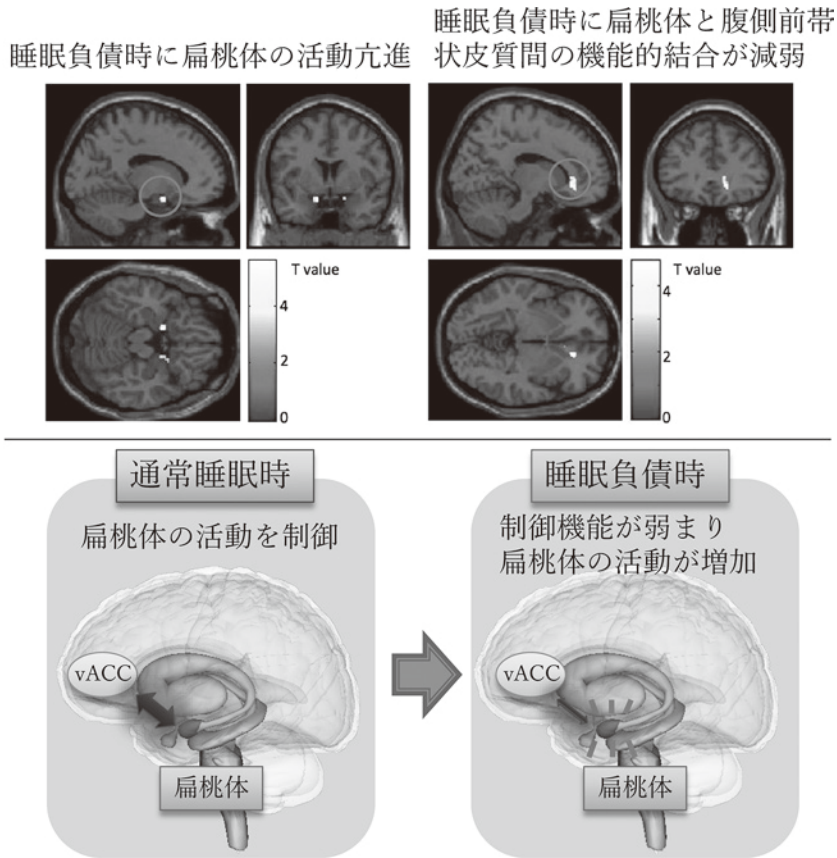 睡眠負債時に扁桃体の活動亢進
睡眠負債時に扁桃体と腹側前帯
状皮質間の機能的結合が減弱
T value
4
2
0
T value
4
2
0
通常睡眠時
扁桃体の活動を制御
vACC
扁桃体
睡眠負債時
制御機能が弱まり
扁桃体の活動が増加
vACC
扁桃体